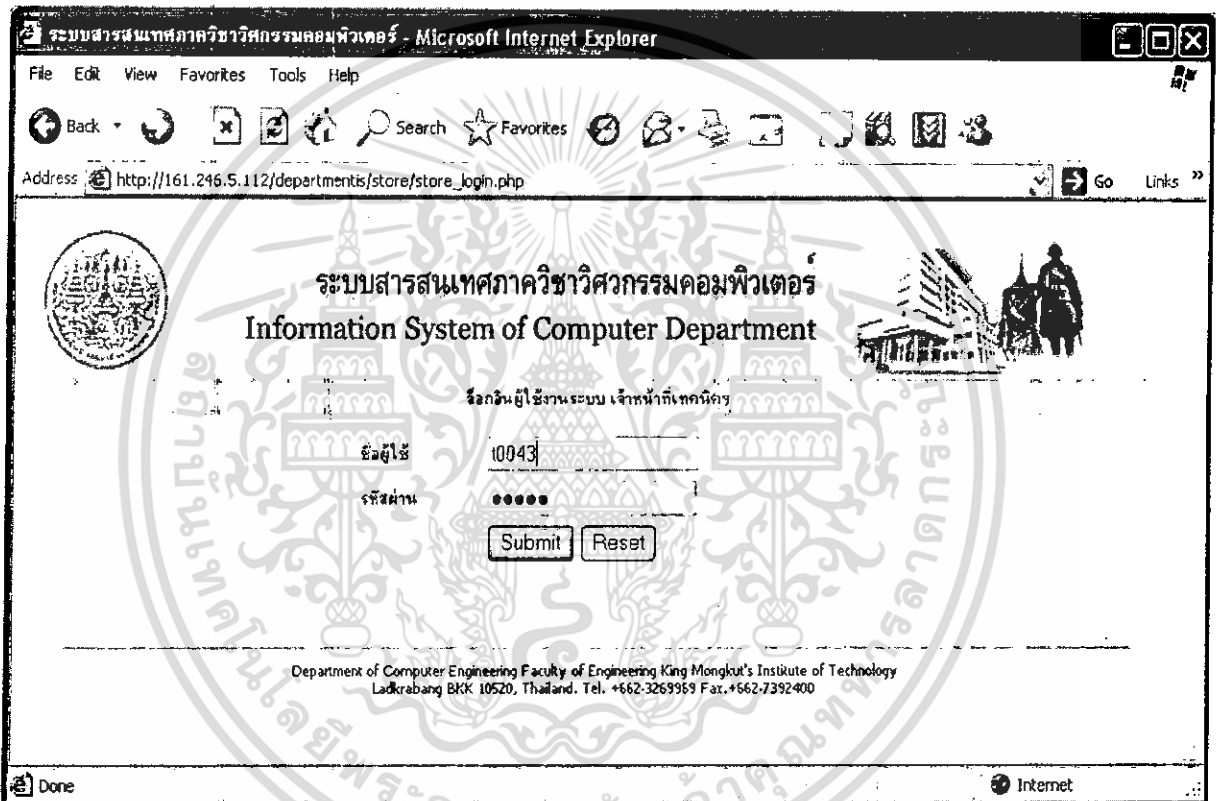 ระบบสารสนเทศภาควิชาวิศกรรมคอมพิวเตอร์ - Microsoft Internet Explorer
File Edit View Favorites Tools Help
Back Search Favorites
Address http://161.246.5.112/departmentis/store/store_login.php Go Links »
ระบบสารสนเทศภาควิชาวิศวกรรมคอมพิวเตอร์
Information System of Computer Department
ล็อกอินผู้ใช้งานระบบ เจ้าหน้าที่เทคนิคฯ
ชื่อผู้ใช้ t0043
รหัสผ่าน •••••
Submit Reset
Department of Computer Engineering Faculty of Engineering King Mongkut's Institute of Technology
Ladkrabang BKK 10520, Thailand. Tel. +662-3269969 Fax.+662-7392400
Done Internet